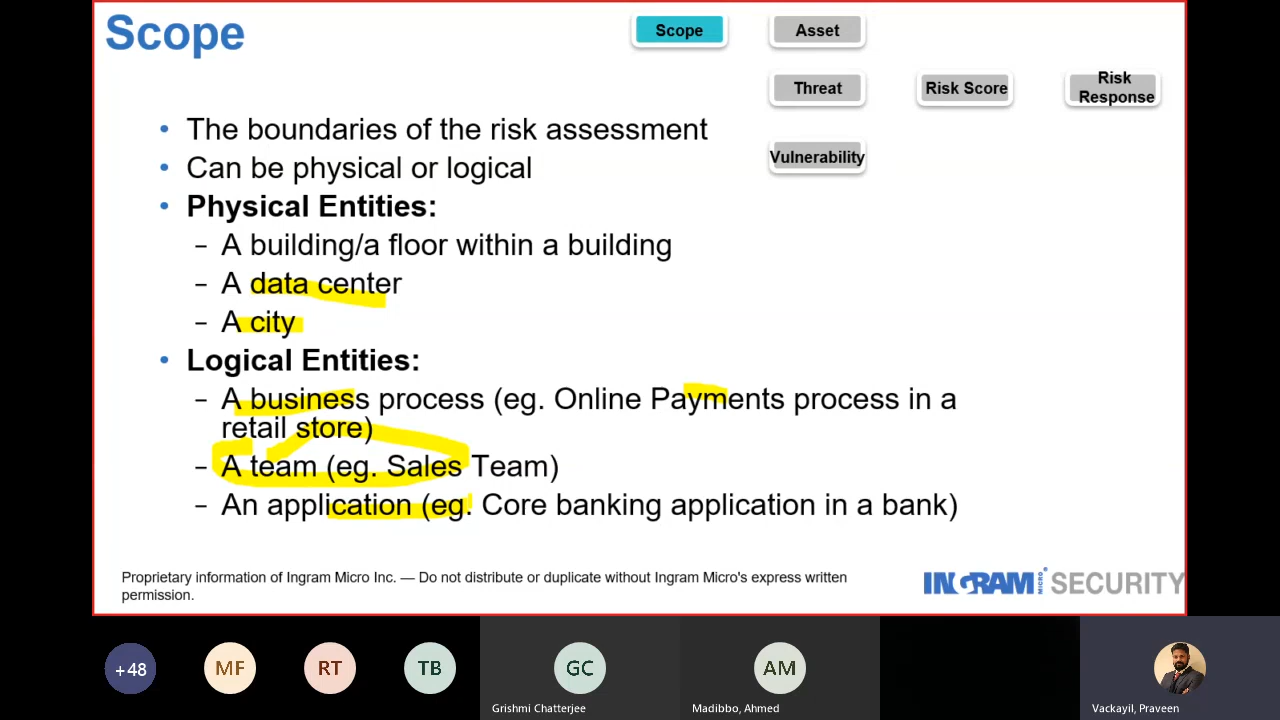 Scope
Scope
Asset
Threat
Risk Score
Risk
Response
Vulnerability
• The boundaries of the risk assessment
• Can be physical or logical
• Physical Entities:
– A building/a floor within a building
– A data center
– A city
• Logical Entities:
– A business process (eg. Online Payments process in a
retail store)
– A team (eg. Sales Team)
– An application (eg. Core banking application in a bank)
Proprietary information of Ingram Micro Inc. — Do not distribute or duplicate without Ingram Micro's express written
permission.
INGRAM MICRO SECURITY
+48
MF
RT
TB
GC
AM
Grishmi Chatterjee
Madibbo, Ahmed
Vackayil, Praveen